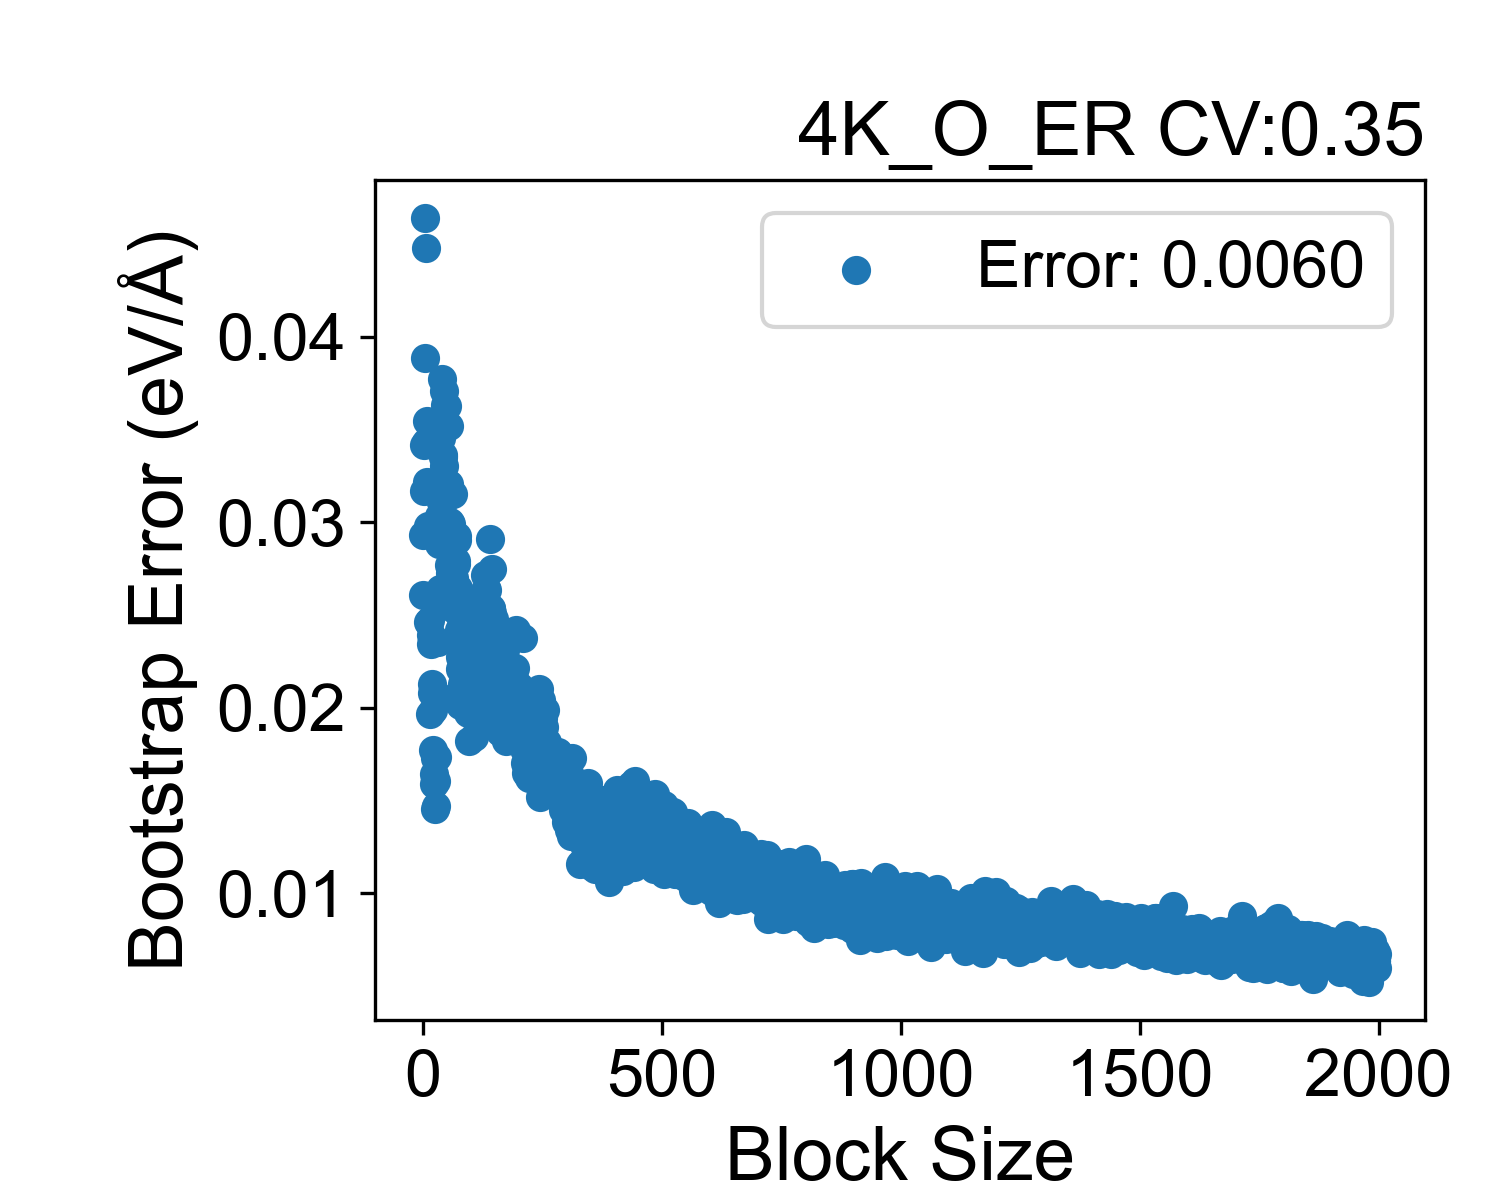 4K_O_ER CV:0.35
Error: 0.0060
Bootstrap Error (eV/Å)
0.04
0.03
0.02
0.01
0 500 1000 1500 2000
Block Size